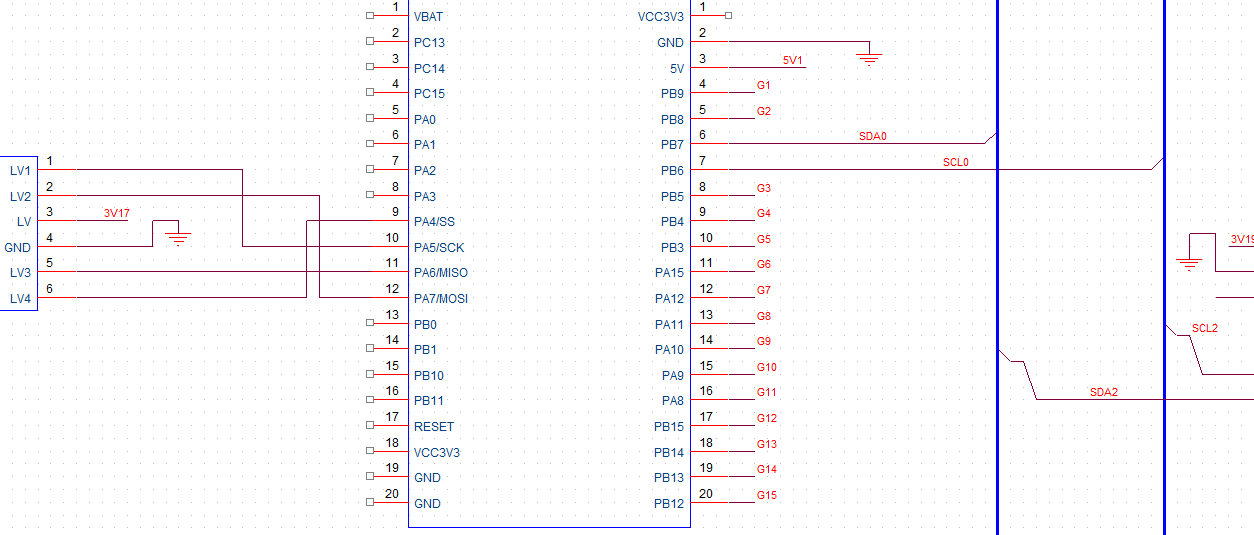 1 VBAT VCC3V3 1
2 PC13 GND 2
3 PC14 5V 3 5V1
4 PC15 PB9 4 G1
5 PA0 PB8 5 G2
6 PA1 PB7 6 SDA0
LV1 1 7 PA2 PB6 7 SCL0
LV2 2 8 PA3 PB5 8 G3
LV 3 3V17 9 PA4/SS PB4 9 G4
GND 4 10 PA5/SCK PB3 10 G5 3V19
LV3 5 11 PA6/MISO PA15 11 G6
LV4 6 12 PA7/MOSI PA12 12 G7
13 PB0 PA11 13 G8 SCL2
14 PB1 PA10 14 G9
15 PB10 PA9 15 G10
16 PB11 PA8 16 G11 SDA2
17 RESET PB15 17 G12
18 VCC3V3 PB14 18 G13
19 GND PB13 19 G14
20 GND PB12 20 G15